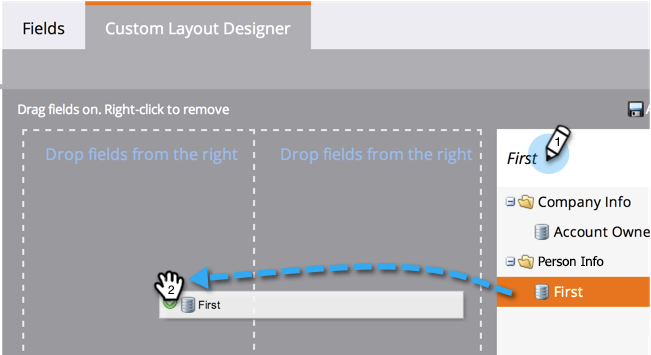 Fields
Custom Layout Designer
Drag fields on. Right-click to remove
Drop fields from the right
Drop fields from the right
First
1
Company Info
Account Owne
Person Info
First
2
First